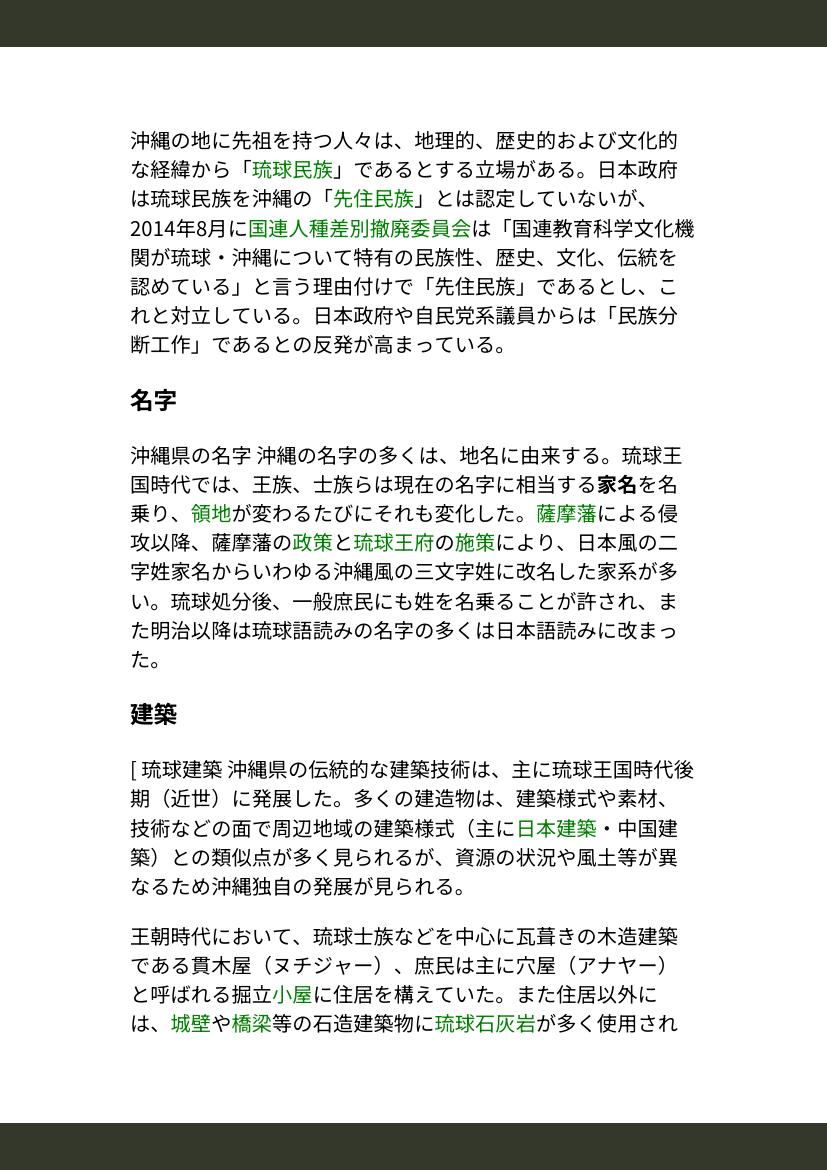 沖縄の地に先祖を持つ人々は、地理的、歴史的および文化的
な経緯から「琉球民族」であるとする立場がある。日本政府
は琉球民族を沖縄の「先住民族」とは認定していないが、
2014年8月に国連人種差別撤廃委員会は「国連教育科学文化機
関が琉球・沖縄について特有の民族性、歴史、文化、伝統を
認めている」と言う理由付けで「先住民族」であるとし、こ
れと対立している。日本政府や自民党系議員からは「民族分
断工作」であるとの反発が高まっている。
名字
沖縄県の名字 沖縄の名字の多くは、地名に由来する。琉球王
国時代では、王族、士族らは現在の名字に相当する家名を名
乗り、領地が変わるたびにそれも変化した。薩摩藩による侵
攻以降、薩摩藩の政策と琉球王府の施策により、日本風の二
字姓家名からいわゆる沖縄風の三文字姓に改名した家系が多
い。琉球処分後、一般庶民にも姓を名乗ることが許され、ま
た明治以降は琉球語読みの名字の多くは日本語読みに改まっ
た。
建築
[ 琉球建築 沖縄県の伝統的な建築技術は、主に琉球王国時代後
期（近世）に発展した。多くの建造物は、建築様式や素材、
技術などの面で周辺地域の建築様式（主に日本建築・中国建
築）との類似点が多く見られるが、資源の状況や風土等が異
なるため沖縄独自の発展が見られる。
王朝時代において、琉球士族などを中心に瓦葺きの木造建築
である貫木屋（ヌチジャー）、庶民は主に穴屋（アナヤー）
と呼ばれる掘立小屋に住居を構えていた。また住居以外に
は、城壁や橋梁等の石造建築物に琉球石灰岩が多く使用され